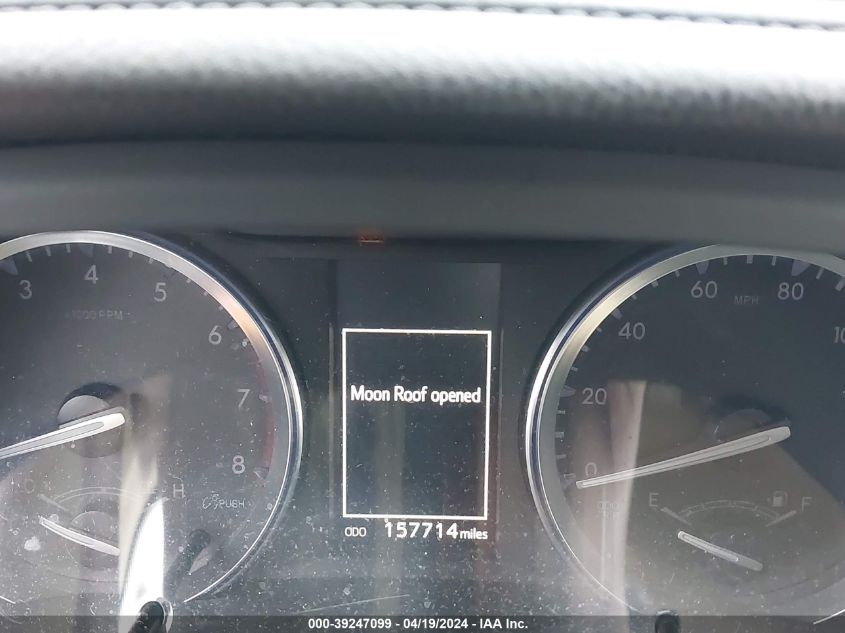 3 4 5 6 7 8
x1000 RPM
C H
PUSH
Moon Roof opened
ODO 157714 miles
0 20 40 60 80
MPH
E F
000-39247099 - 04/19/2024 - IAA Inc.